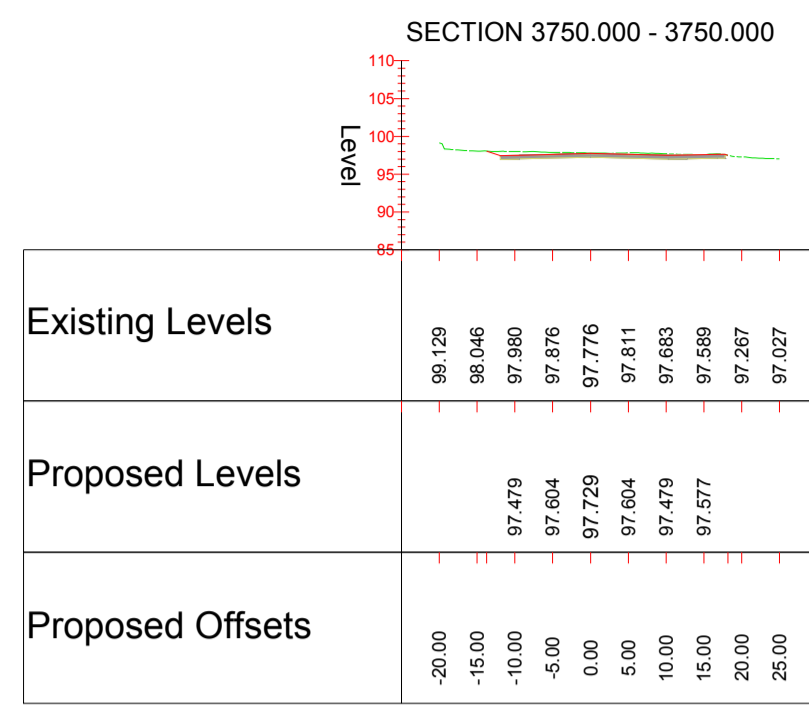 SECTION 3750.000 - 3750.000
110
105
100
95
90
85
Level
Existing Levels
99.129 98.046 97.980 97.876 97.776 97.811 97.683 97.589 97.267 97.027
Proposed Levels
97.479 97.604 97.729 97.604 97.479 97.577
Proposed Offsets
-20.00 -15.00 -10.00 -5.00 0.00 5.00 10.00 15.00 20.00 25.00